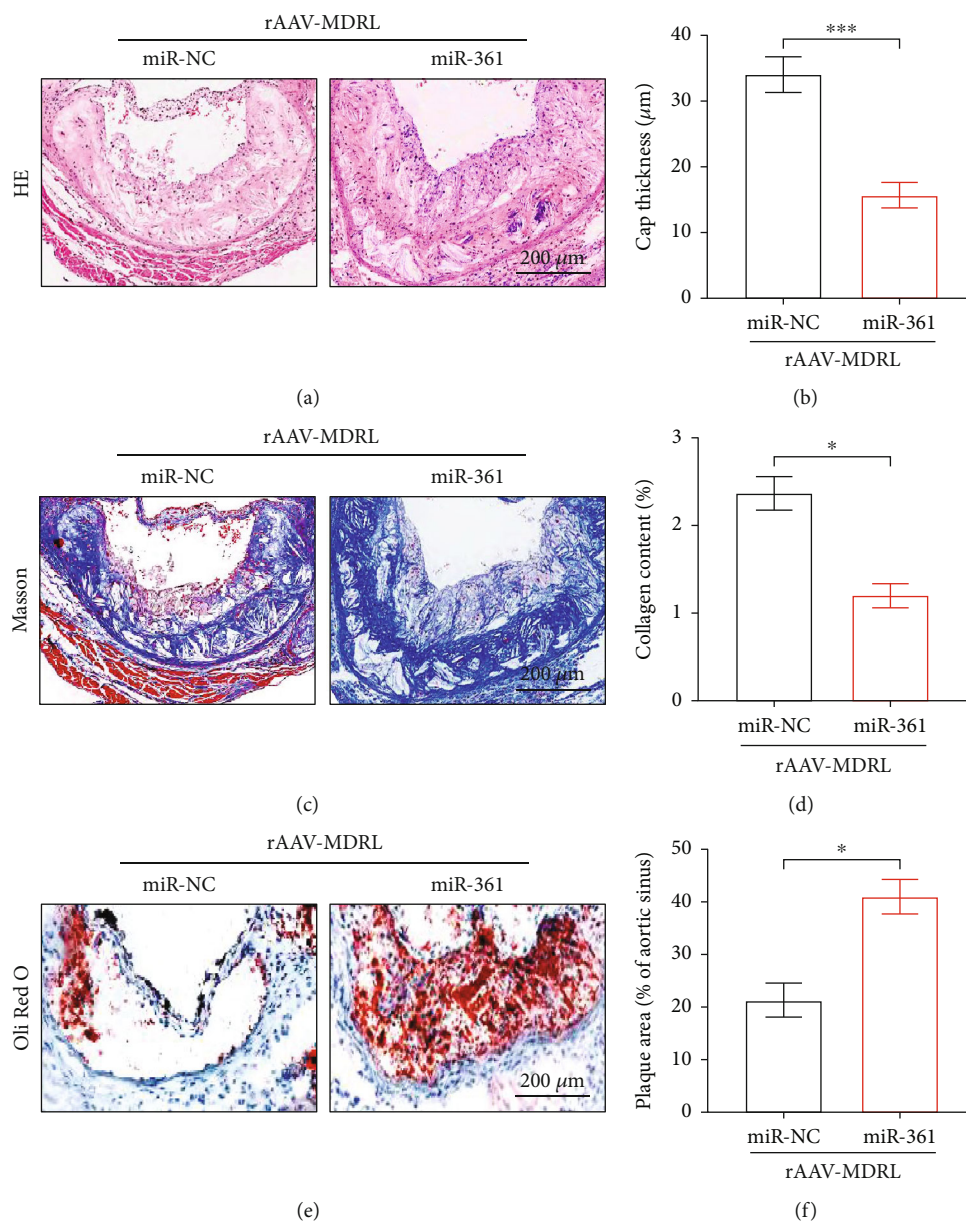 rAAV-MDRL
miR-NC
miR-361
HE
200 μm
(a)
Cap thickness (μm)
40
30
20
10
0
***
miR-NC
miR-361
rAAV-MDRL
(b)
rAAV-MDRL
miR-NC
miR-361
Masson
200 μm
(c)
Collagen content (%)
3
2
1
0
*
miR-NC
miR-361
rAAV-MDRL
(d)
rAAV-MDRL
miR-NC
miR-361
Oli Red O
200 μm
(e)
Plaque area (% of aortic sinus)
50
40
30
20
10
0
*
miR-NC
miR-361
rAAV-MDRL
(f)